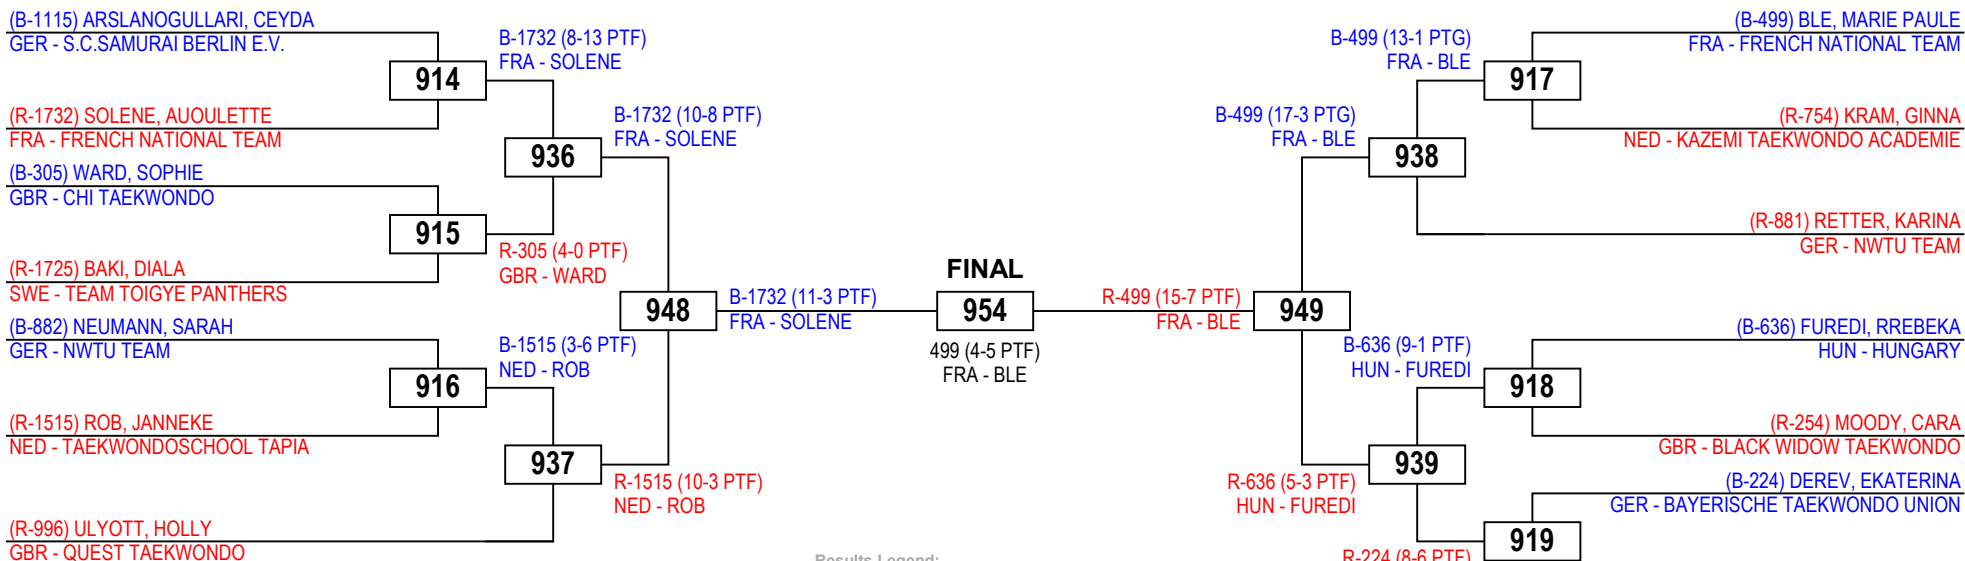 (B-1115) ARSLANOGULLARI, CEYDA
GER - S.C.SAMURAI BERLIN E.V.
914
(R-1732) SOLENE, AUOULETTE
FRA - FRENCH NATIONAL TEAM
B-1732 (8-13 PTF)
FRA - SOLENE
936
(B-305) WARD, SOPHIE
GBR - CHI TAEKWONDO
915
(R-1725) BAKI, DIALA
SWE - TEAM TOIGYE PANTHERS
R-305 (4-0 PTF)
GBR - WARD
B-1732 (10-8 PTF)
FRA - SOLENE
948
(B-882) NEUMANN, SARAH
GER - NWTU TEAM
916
(R-1515) ROB, JANNEKE
NED - TAEKWONDOSCHOOL TAPIA
B-1515 (3-6 PTF)
NED - ROB
937
(R-996) ULYOTT, HOLLY
GBR - QUEST TAEKWONDO
R-1515 (10-3 PTF)
NED - ROB
B-1732 (11-3 PTF)
FRA - SOLENE
FINAL
954
499 (4-5 PTF)
FRA - BLE
R-499 (15-7 PTF)
FRA - BLE
949
B-499 (17-3 PTG)
FRA - BLE
938
B-499 (13-1 PTG)
FRA - BLE
917
(B-499) BLE, MARIE PAULE
FRA - FRENCH NATIONAL TEAM
(R-754) KRAM, GINNA
NED - KAZEMI TAEKWONDO ACADEMIE
(R-881) RETTER, KARINA
GER - NWTU TEAM
B-636 (9-1 PTF)
HUN - FUREDI
918
(B-636) FUREDI, RREBEKA
HUN - HUNGARY
(R-254) MOODY, CARA
GBR - BLACK WIDOW TAEKWONDO
939
R-636 (5-3 PTF)
HUN - FUREDI
(B-224) DEREV, EKATERINA
GER - BAYERISCHE TAEKWONDO UNION
919
R-224 (8-6 PTF)
Results Legend: